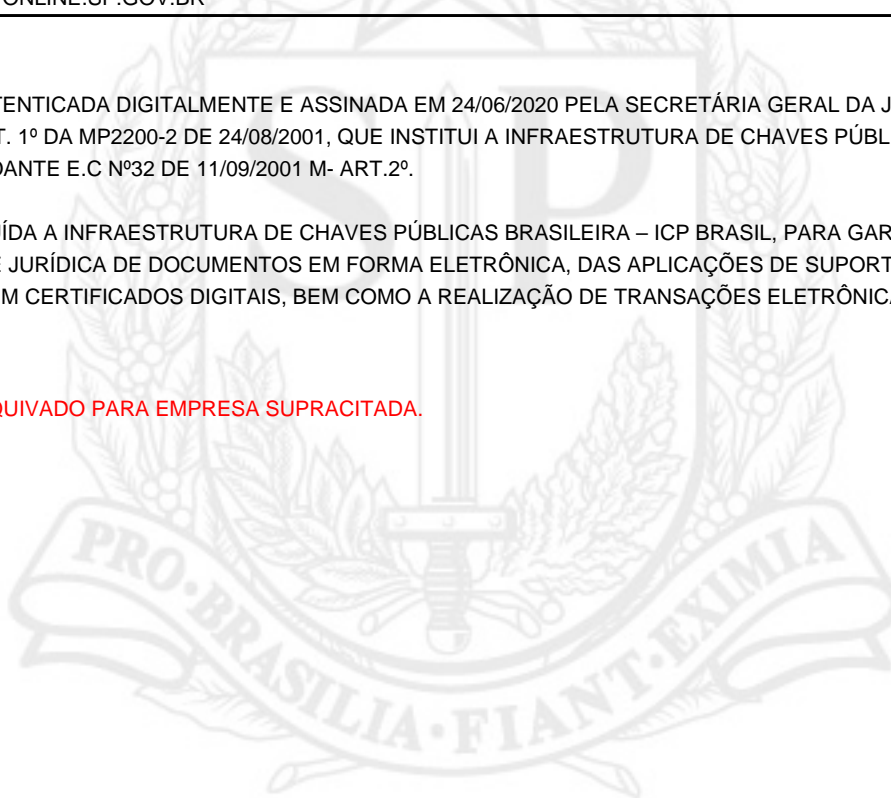 ONLINE.SP.GOV.BR
TENTICADA DIGITALMENTE E ASSINADA EM 24/06/2020 PELA SECRETÁRIA GERAL DA J
T. 1º DA MP2200-2 DE 24/08/2001, QUE INSTITUI A INFRAESTRUTURA DE CHAVES PÚBL
DANTE E.C Nº32 DE 11/09/2001 M- ART.2º.
ÍDA A INFRAESTRUTURA DE CHAVES PÚBLICAS BRASILEIRA – ICP BRASIL, PARA GAR
E JURÍDICA DE DOCUMENTOS EM FORMA ELETRÔNICA, DAS APLICAÇÕES DE SUPORT
M CERTIFICADOS DIGITAIS, BEM COMO A REALIZAÇÃO DE TRANSAÇÕES ELETRÔNICA
QUIVADO PARA EMPRESA SUPRACITADA.
SP
PRO·BRASILIA·FIANT·EXIMIA